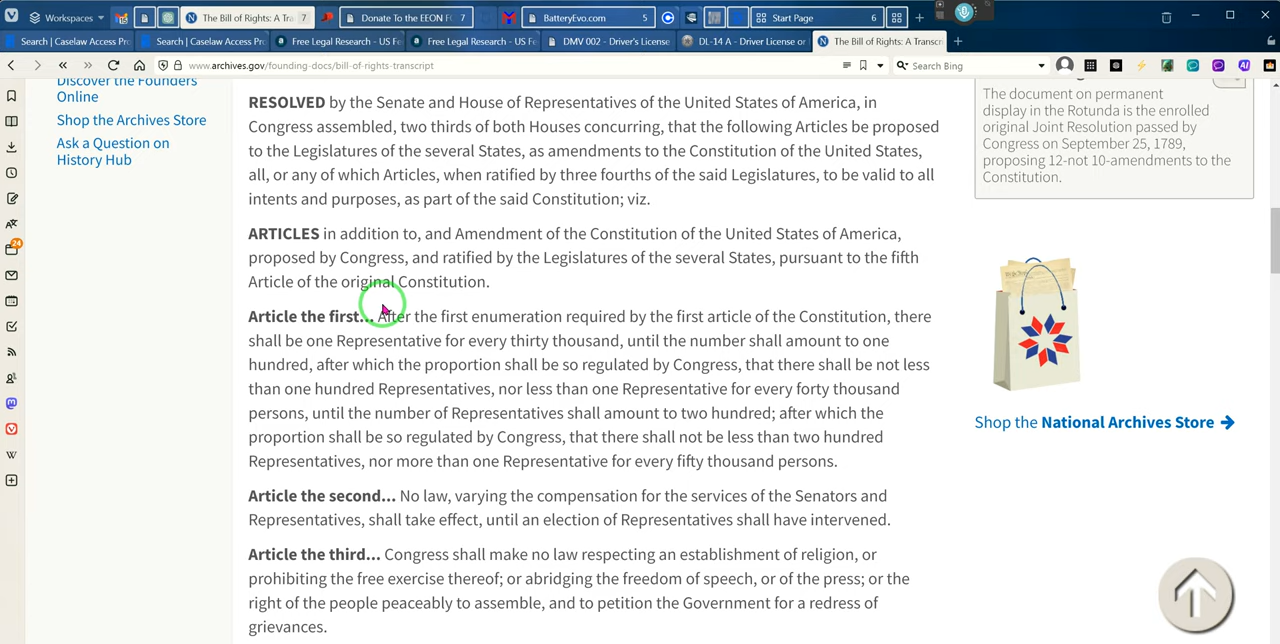 Workspaces
The Bill of Rights: A Tra
7
Donate To the EEON F
7
BatteryEvo.com
5
Start Page
6
Search | Caselaw Access Pro
Search | Caselaw Access Pro
Free Legal Research - US Fe
Free Legal Research - US Fe
DMV 002 - Driver's License
DL-14 A - Driver License or
The Bill of Rights: A Transcri
www.archives.gov/founding-docs/bill-of-rights-transcript
Search Bing
24
Discover the Founders
Online
Shop the Archives Store
Ask a Question on
History Hub
RESOLVED by the Senate and House of Representatives of the United States of America, in
Congress assembled, two thirds of both Houses concurring, that the following Articles be proposed
to the Legislatures of the several States, as amendments to the Constitution of the United States,
all, or any of which Articles, when ratified by three fourths of the said Legislatures, to be valid to all
intents and purposes, as part of the said Constitution; viz.
ARTICLES in addition to, and Amendment of the Constitution of the United States of America,
proposed by Congress, and ratified by the Legislatures of the several States, pursuant to the fifth
Article of the original Constitution.
Article the first... After the first enumeration required by the first article of the Constitution, there
shall be one Representative for every thirty thousand, until the number shall amount to one
hundred, after which the proportion shall be so regulated by Congress, that there shall be not less
than one hundred Representatives, nor less than one Representative for every forty thousand
persons, until the number of Representatives shall amount to two hundred; after which the
proportion shall be so regulated by Congress, that there shall not be less than two hundred
Representatives, nor more than one Representative for every fifty thousand persons.
Article the second... No law, varying the compensation for the services of the Senators and
Representatives, shall take effect, until an election of Representatives shall have intervened.
Article the third... Congress shall make no law respecting an establishment of religion, or
prohibiting the free exercise thereof; or abridging the freedom of speech, or of the press; or the
right of the people peaceably to assemble, and to petition the Government for a redress of
grievances.
The document on permanent
display in the Rotunda is the enrolled
original Joint Resolution passed by
Congress on September 25, 1789,
proposing 12-not 10-amendments to the
Constitution.
Shop the National Archives Store